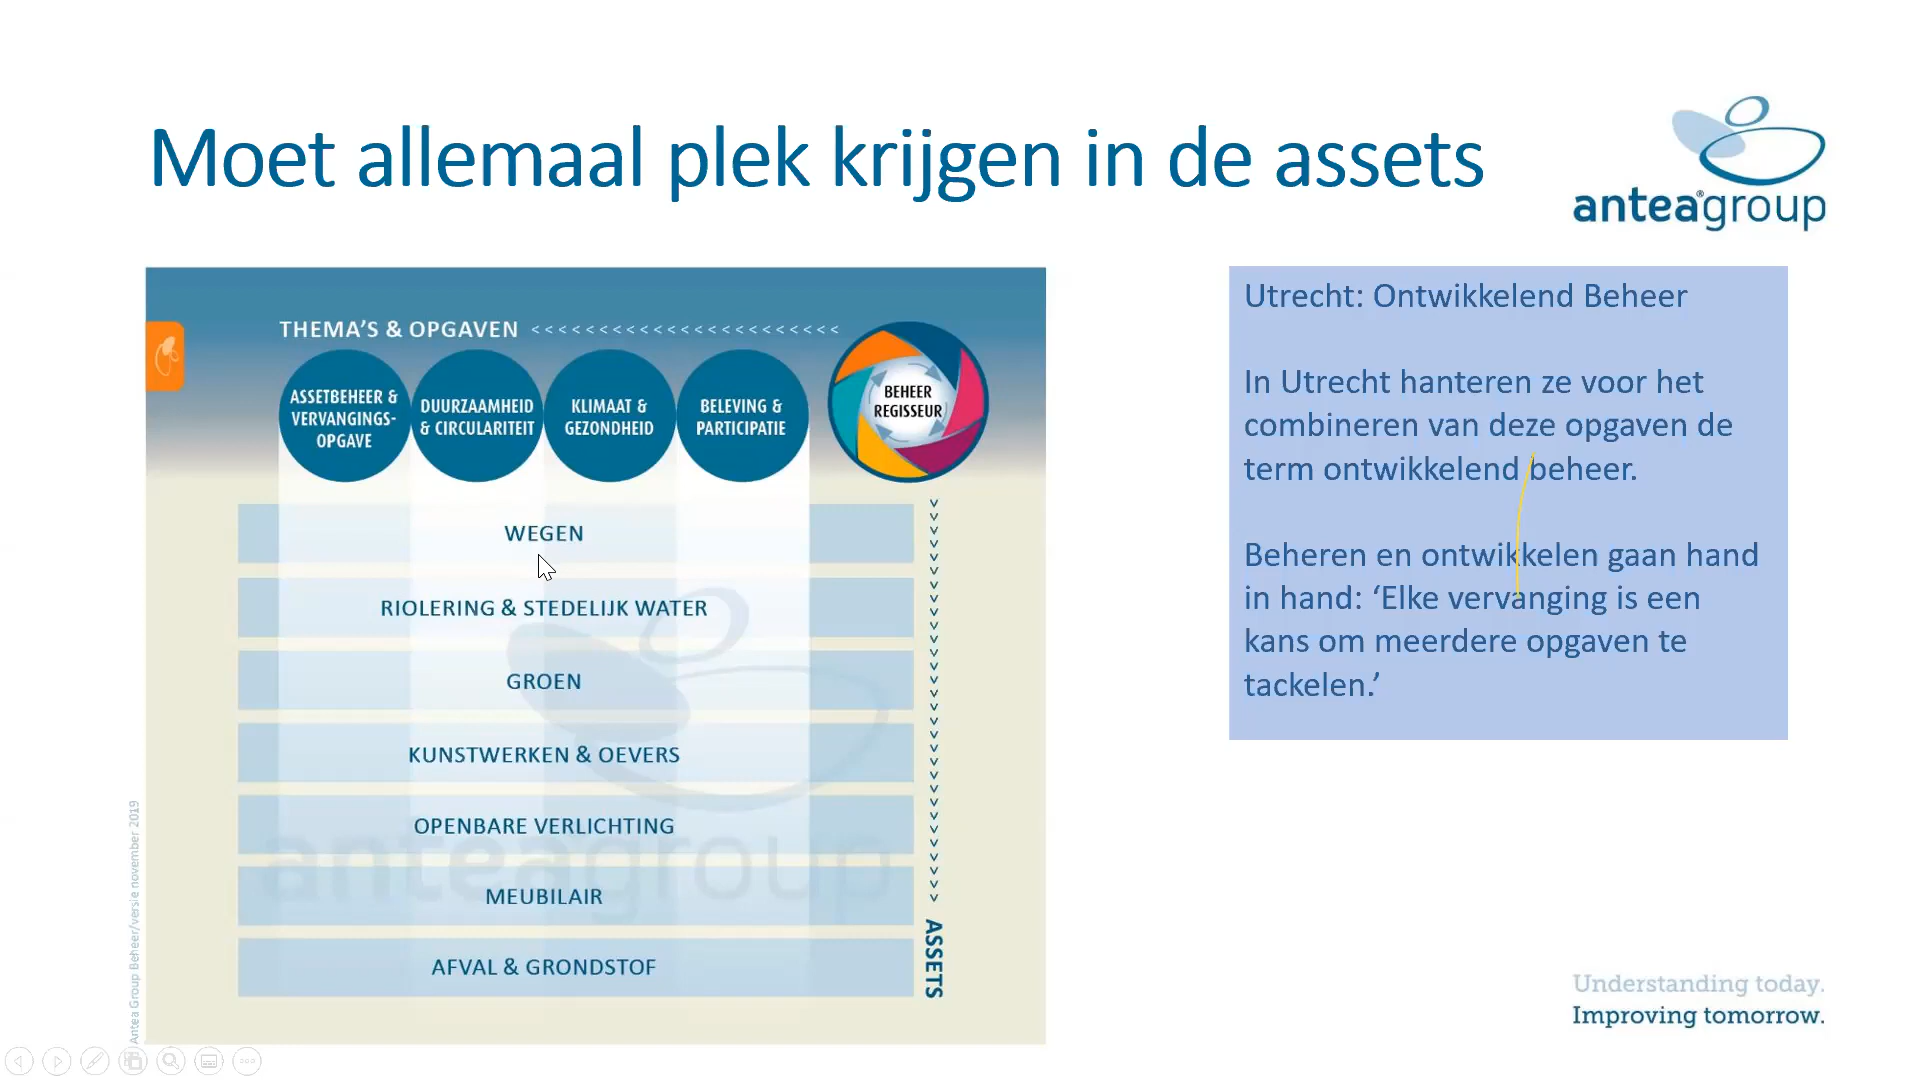 Moet allemaal plek krijgen in de assets
anteagroup
THEMA'S & OPGAVEN <<<<<<<<<<<<<<<<<<<<<<<
ASSETBEHEER &
VERVANGINGS-
OPGAVE
DUURZAAMHEID
& CIRCULARITEIT
KLIMAAT &
GEZONDHEID
BELEVING &
PARTICIPATIE
BEHEER
REGISSEUR
WEGEN
RIOLERING & STEDELIJK WATER
GROEN
KUNSTWERKEN & OEVERS
OPENBARE VERLICHTING
MEUBILAIR
AFVAL & GRONDSTOF
ASSETS
anteagroup
Antea Group Beheer/versie november 2019
Utrecht: Ontwikkelend Beheer
In Utrecht hanteren ze voor het
combineren van deze opgaven de
term ontwikkelend beheer.
Beheren en ontwikkelen gaan hand
in hand: ‘Elke vervanging is een
kans om meerdere opgaven te
tackelen.’
Understanding today.
Improving tomorrow.